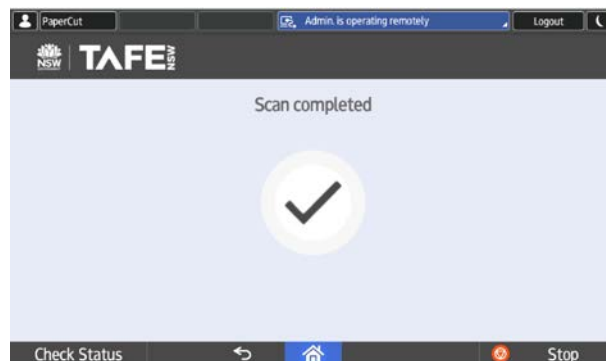 PaperCut
Admin. is operating remotely
Logout
NSW
TAFE NSW
Scan completed
Check Status
Stop